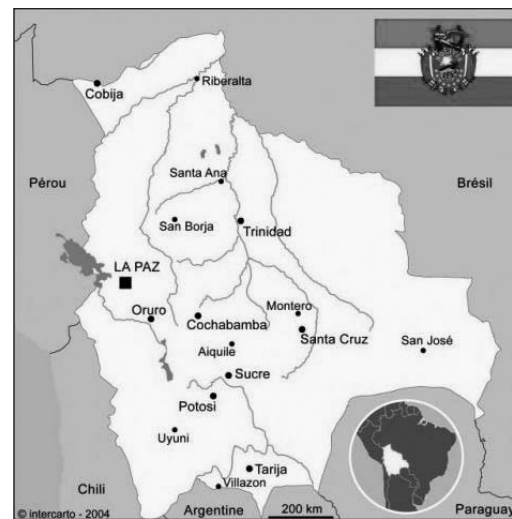 Cobija
Riberalta
Santa Ana
Pérou
Brésil
San Borja
Trinidad
LA PAZ
Oruro
Cochabamba
Montero
Santa Cruz
San José
Aiquile
Sucre
Potosi
Uyuni
Tarija
Villazon
Chili
© intercarto - 2004
Argentine
200 km
Paraguay